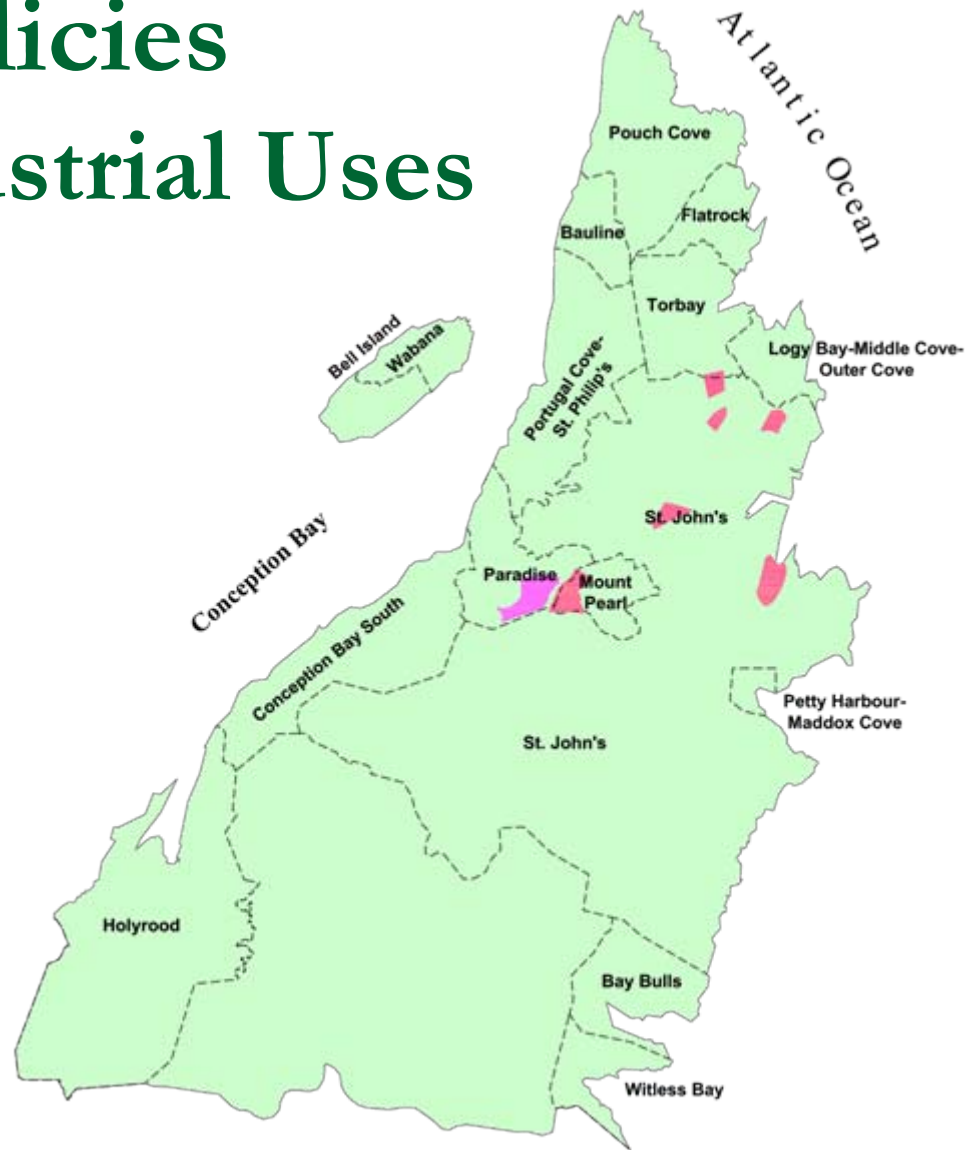 licies
strial Uses
Atlantic Ocean
Pouch Cove
Flatrock
Bauline
Torbay
Bell Island
Wabana
Logy Bay-Middle Cove-
Outer Cove
Portugal Cove-
St. Philip's
Conception Bay
St. John's
Paradise
Mount
Pearl
Conception Bay South
Petty Harbour-
Maddox Cove
St. John's
Holyrood
Bay Bulls
Witless Bay